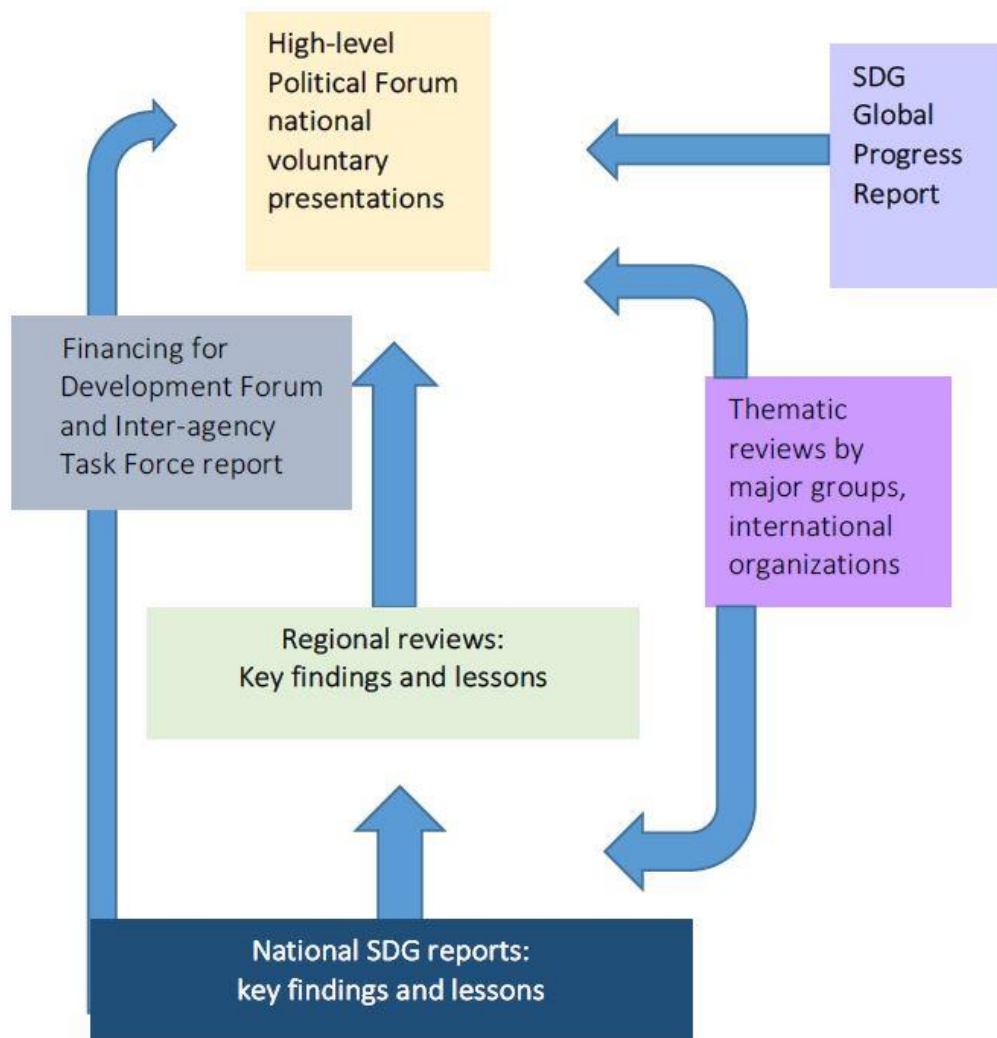 High-level
Political Forum
national
voluntary
presentations
SDG
Global
Progress
Report
Financing for
Development Forum
and Inter-agency
Task Force report
Thematic
reviews by
major groups,
international
organizations
Regional reviews:
Key findings and lessons
National SDG reports:
key findings and lessons